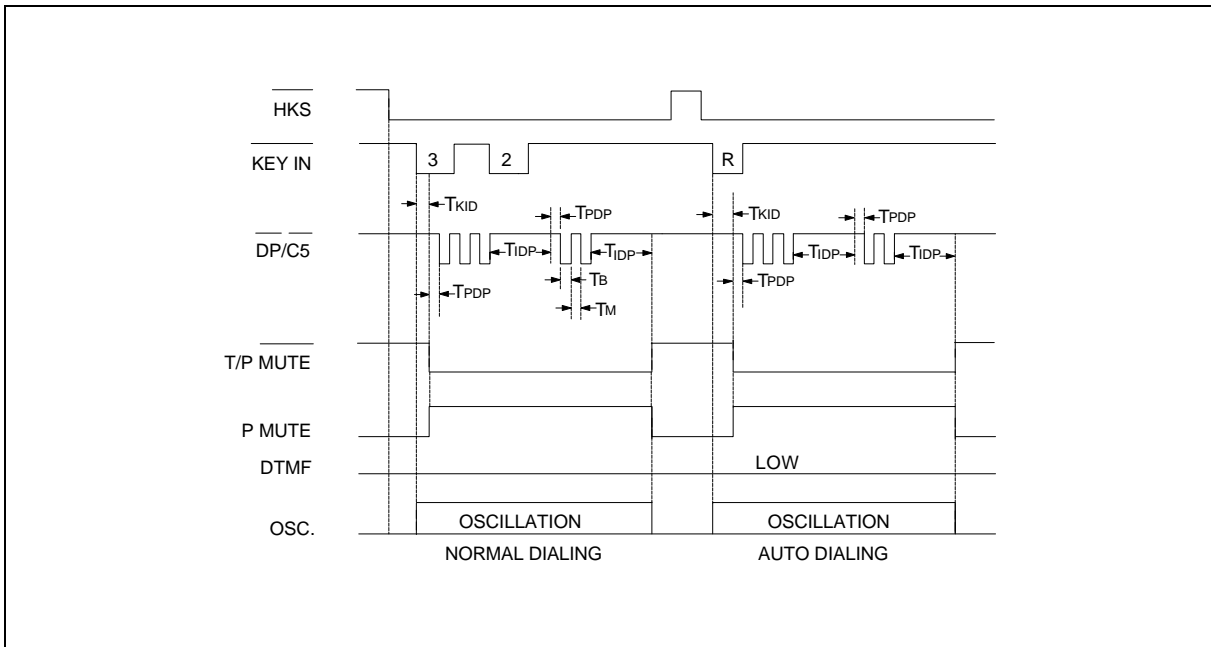 HKS
KEY IN
3
2
R
TKID
TPDP
TKID
TPDP
DP/C5
TIDP
TIDP
TIDP
TIDP
TPDP
TB
TPDP
TM
T/P MUTE
P MUTE
DTMF
LOW
OSC.
OSCILLATION
OSCILLATION
NORMAL DIALING
AUTO DIALING